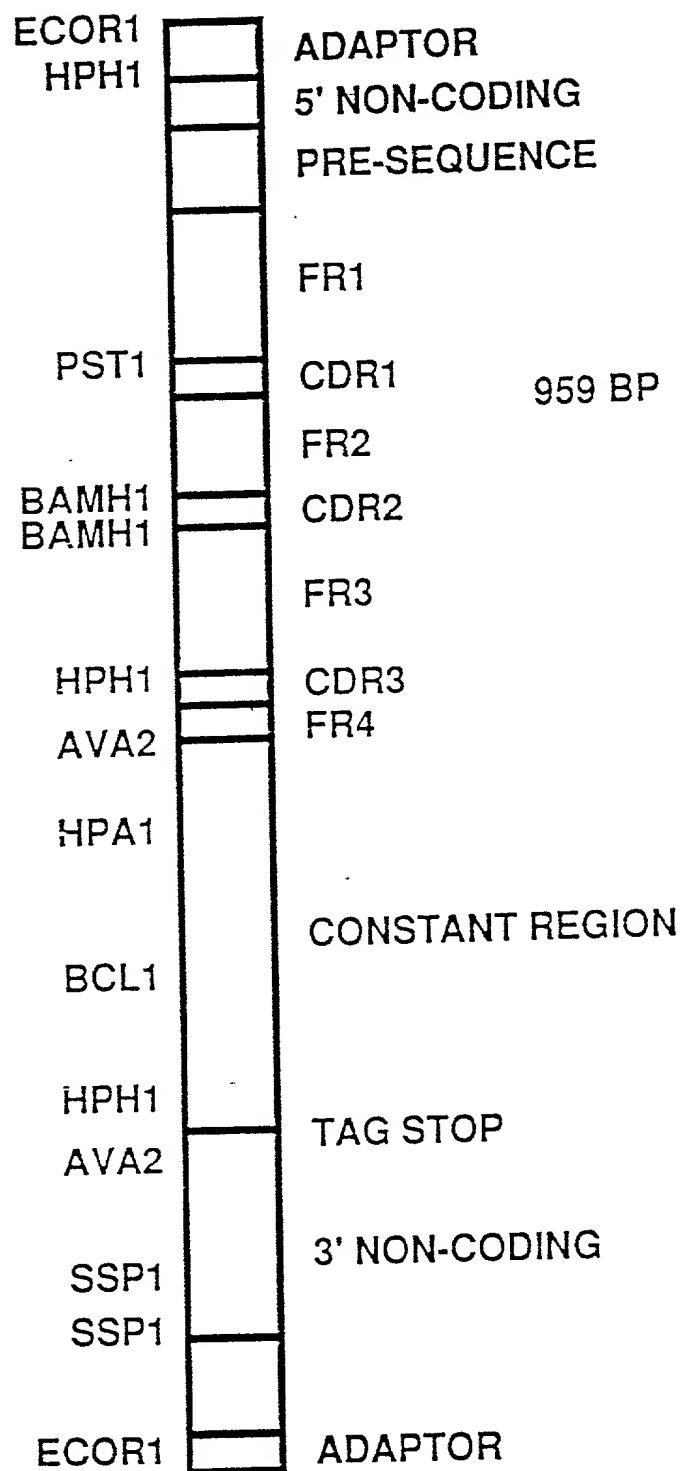 ECOR1
ADAPTOR
HPH1
5' NON-CODING
PRE-SEQUENCE
FR1
PST1
CDR1
959 BP
FR2
BAMH1
CDR2
BAMH1
FR3
HPH1
CDR3
FR4
AVA2
HPA1
CONSTANT REGION
BCL1
HPH1
TAG STOP
AVA2
3' NON-CODING
SSP1
SSP1
ECOR1
ADAPTOR